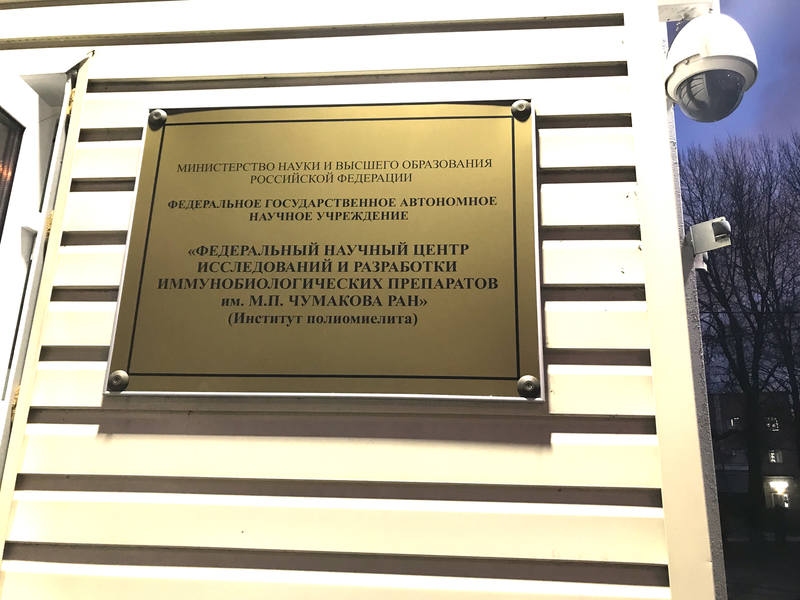 МИНИСТЕРСТВО НАУКИ И ВЫСШЕГО ОБРАЗОВАНИЯ
РОССИЙСКОЙ ФЕДЕРАЦИИ
ФЕДЕРАЛЬНОЕ ГОСУДАРСТВЕННОЕ АВТОНОМНОЕ
НАУЧНОЕ УЧРЕЖДЕНИЕ
«ФЕДЕРАЛЬНЫЙ НАУЧНЫЙ ЦЕНТР
ИССЛЕДОВАНИЙ И РАЗРАБОТКИ
ИММУНОБИОЛОГИЧЕСКИХ ПРЕПАРАТОВ
им. М.П. ЧУМАКОВА РАН»
(Институт полиомиелита)